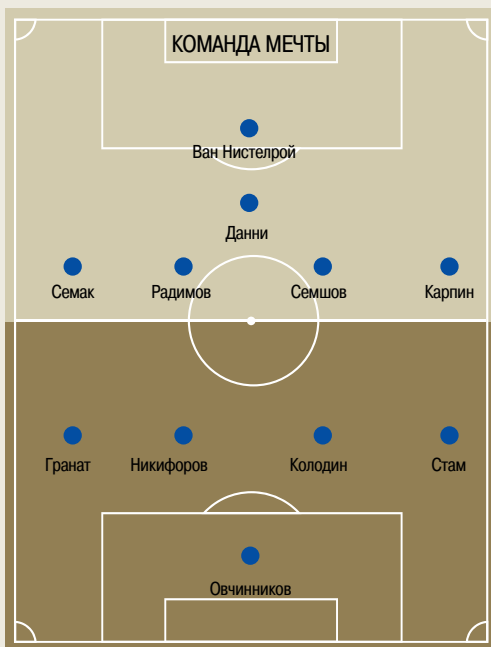 КОМАНДА МЕЧТЫ
Ван Нистелрой
Данни
Семак Радимов Семшов Карпин
Гранат Никифоров Колодин Стам
Овчинников